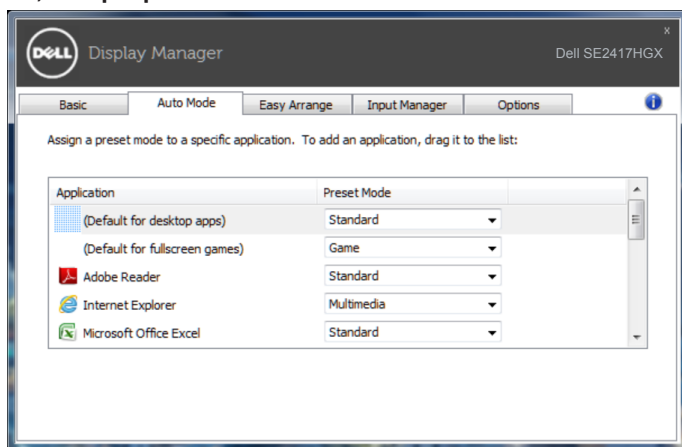 DELL
Display Manager
x
Dell SE2417HGX
Basic
Auto Mode
Easy Arrange
Input Manager
Options
Assign a preset mode to a specific application. To add an application, drag it to the list:
Application Preset Mode
(Default for desktop apps) Standard
(Default for fullscreen games) Game
Adobe Reader Standard
Internet Explorer Multimedia
Microsoft Office Excel Standard